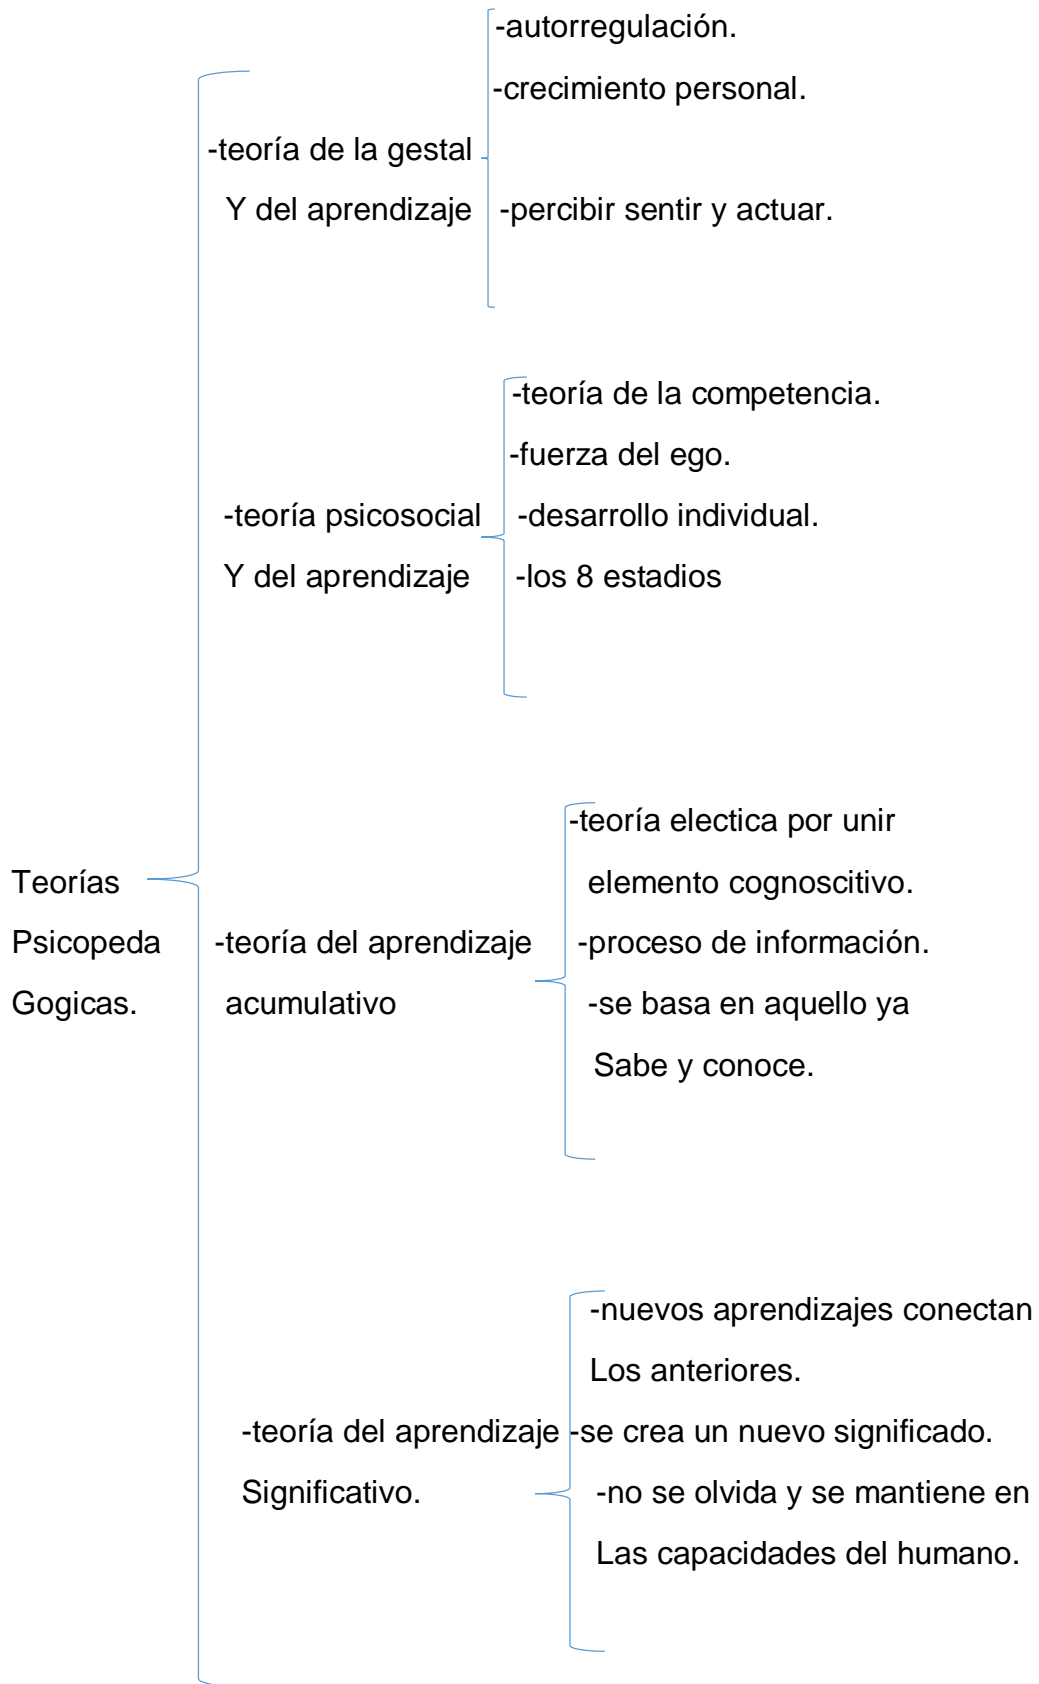 -autorregulación.
-crecimiento personal.
-teoría de la gestal
Y del aprendizaje
-percibir sentir y actuar.
-teoría de la competencia.
-fuerza del ego.
-teoría psicosocial
Y del aprendizaje
-desarrollo individual.
-los 8 estadios
Teorías
Psicopeda
Gogicas.
-teoría del aprendizaje
acumulativo
-teoría electica por unir
elemento cognoscitivo.
-proceso de información.
-se basa en aquello ya
Sabe y conoce.
-teoría del aprendizaje
Significativo.
-nuevos aprendizajes conectan
Los anteriores.
-se crea un nuevo significado.
-no se olvida y se mantiene en
Las capacidades del humano.